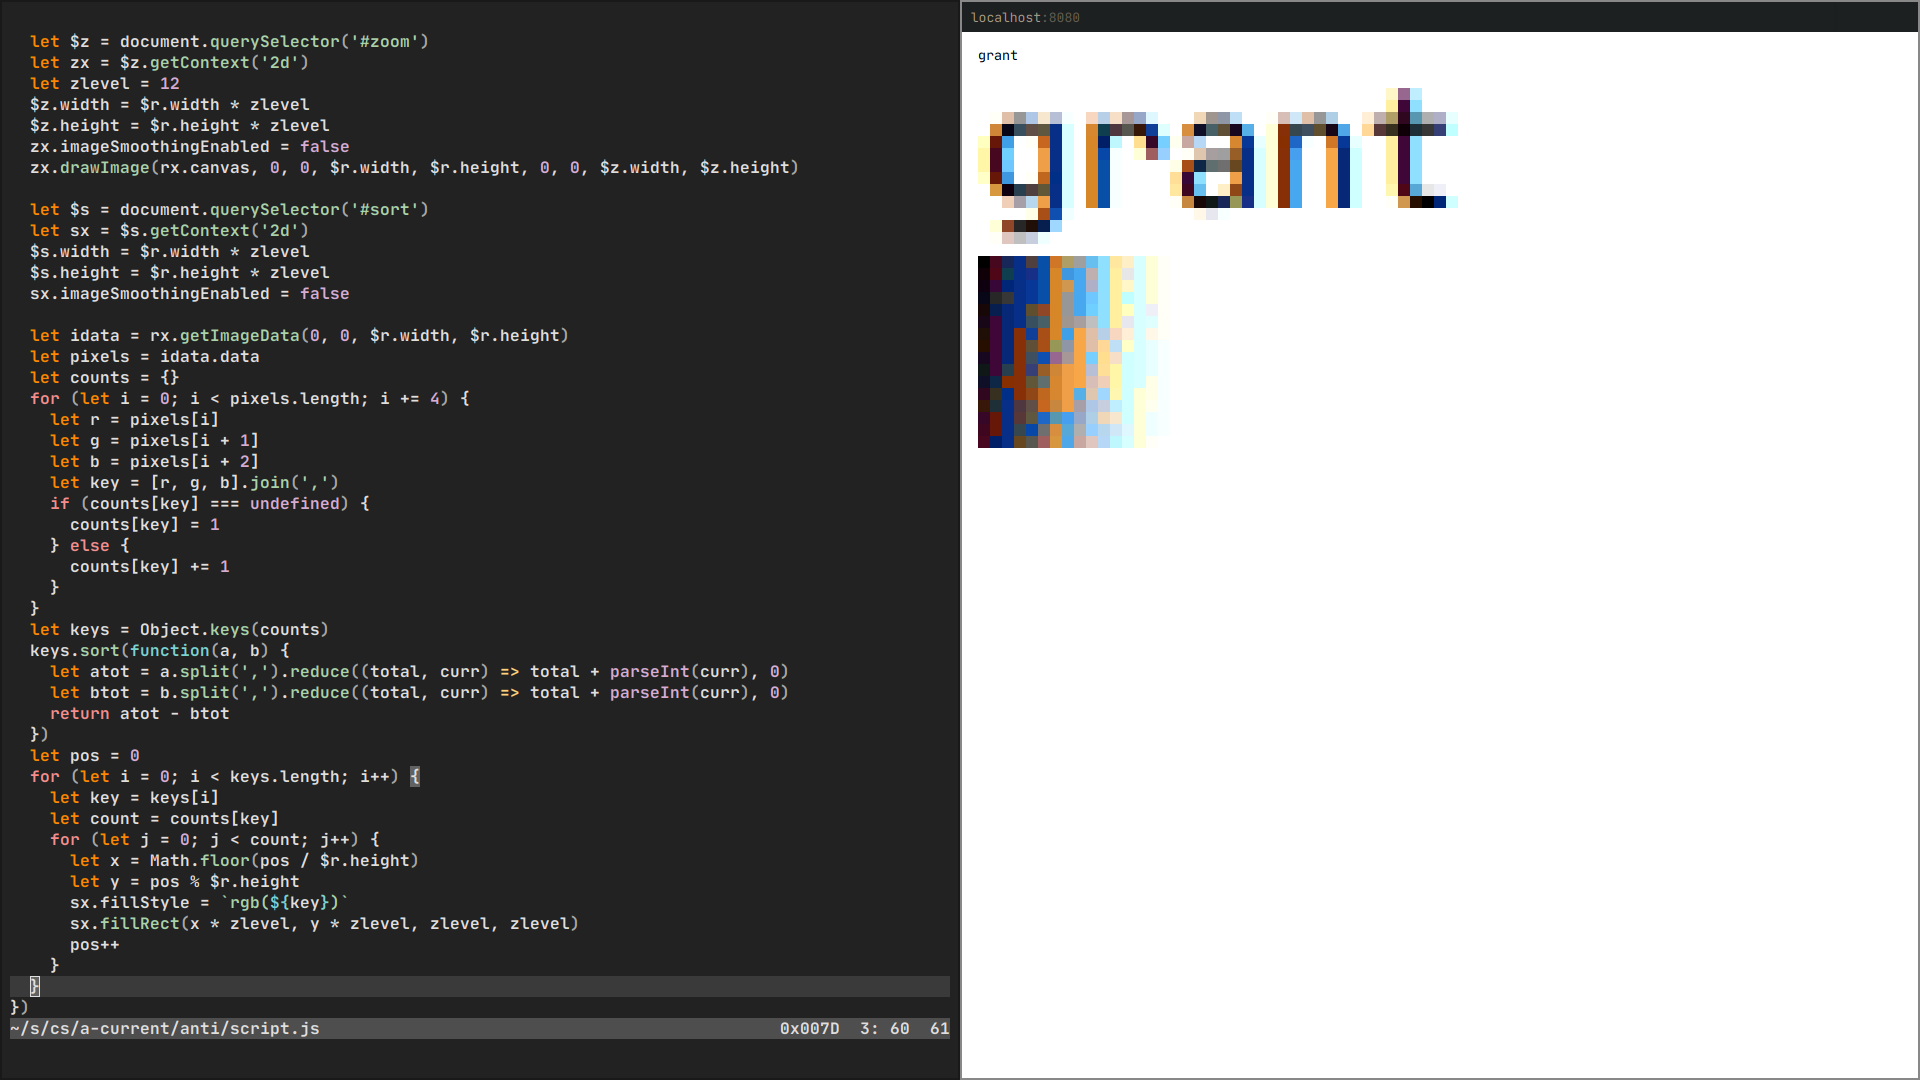 let $z = document.querySelector('#zoom')
let zx = $z.getContext('2d')
let zlevel = 12
$z.width = $r.width * zlevel
$z.height = $r.height * zlevel
zx.imageSmoothingEnabled = false
zx.drawImage(rx.canvas, 0, 0, $r.width, $r.height, 0, 0, $z.width, $z.height)
let $s = document.querySelector('#sort')
let sx = $s.getContext('2d')
$s.width = $r.width * zlevel
$s.height = $r.height * zlevel
sx.imageSmoothingEnabled = false
let idata = rx.getImageData(0, 0, $r.width, $r.height)
let pixels = idata.data
let counts = {}
for (let i = 0; i < pixels.length; i += 4) {
let r = pixels[i]
let g = pixels[i + 1]
let b = pixels[i + 2]
let key = [r, g, b].join(',')
if (counts[key] === undefined) {
counts[key] = 1
} else {
counts[key] += 1
}
}
let keys = Object.keys(counts)
keys.sort(function(a, b) {
let atot = a.split(',').reduce((total, curr) => total + parseInt(curr), 0)
let btot = b.split(',').reduce((total, curr) => total + parseInt(curr), 0)
return atot - btot
})
let pos = 0
for (let i = 0; i < keys.length; i++) {
let key = keys[i]
let count = counts[key]
for (let j = 0; j < count; j++) {
let x = Math.floor(pos / $r.height)
let y = pos % $r.height
sx.fillStyle = `rgb(${key})`
sx.fillRect(x * zlevel, y * zlevel, zlevel, zlevel)
pos++
}
}
})
~/s/cs/a-current/anti/script.js 0x007D 3: 60 61
localhost:8080
grant
grant